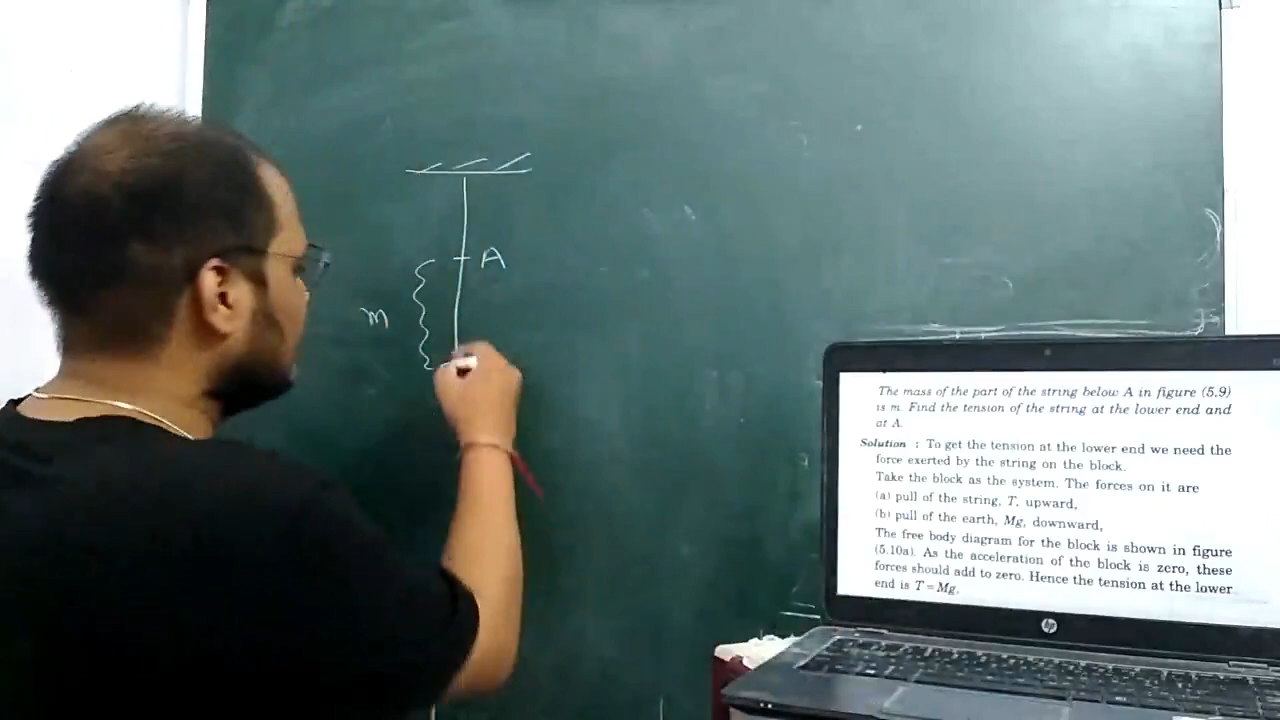 A
m
The mass of the part of the string below A in figure (5.9)
is m. Find the tension of the string at the lower end and
at A.
Solution : To get the tension at the lower end we need the
force exerted by the string on the block.
Take the block as the system. The forces on it are
(a) pull of the string, T, upward,
(b) pull of the earth, Mg, downward,
The free body diagram for the block is shown in figure
(5.10a). As the acceleration of the block is zero, these
forces should add to zero. Hence the tension at the lower
end is T = Mg.
hp